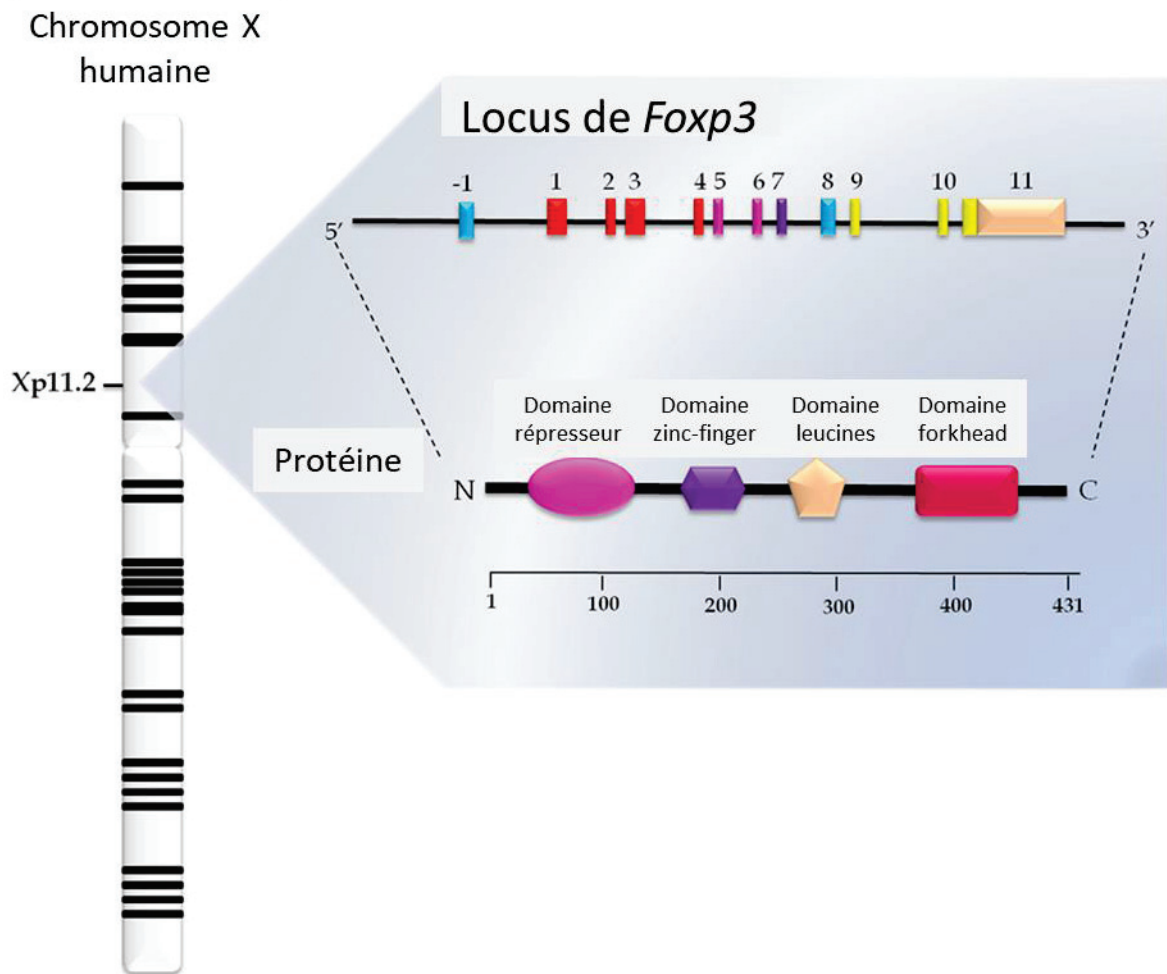 Chromosome X
humaine
Locus de Foxp3
-1 1 2 3 4 5 6 7 8 9 10 11
5′ 3′
Xp11.2
Domaine
répresseur
Domaine
zinc-finger
Domaine
leucines
Domaine
forkhead
Protéine
N C
1 100 200 300 400 431